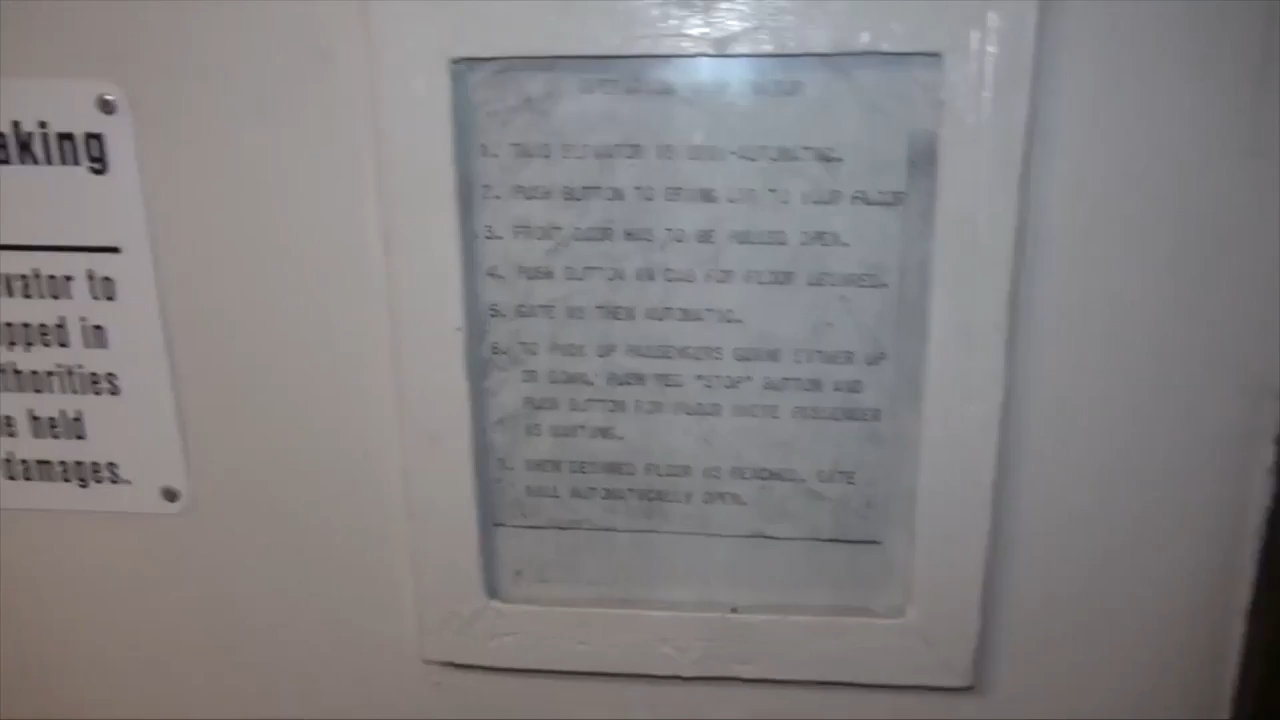 aking
vator to
pped in
thorities
e held
damages.
1. THIS ELEVATOR IS SEMI-AUTOMATIC.
2. PUSH BUTTON TO BRING CAR TO YOUR FLOOR
3. FRONT DOOR HAS TO BE PULLED OPEN.
4. PUSH BUTTON IN CAB FOR FLOOR DESIRED.
5. GATE IS THEN AUTOMATIC.
6. TO PICK UP PASSENGERS GOING EITHER UP
OR DOWN, PUSH RED "STOP" BUTTON AND
PUSH BUTTON FOR FLOOR WHERE PASSENGER
IS WAITING.
7. WHEN DESIRED FLOOR IS REACHED, GATE
WILL AUTOMATICALLY OPEN.